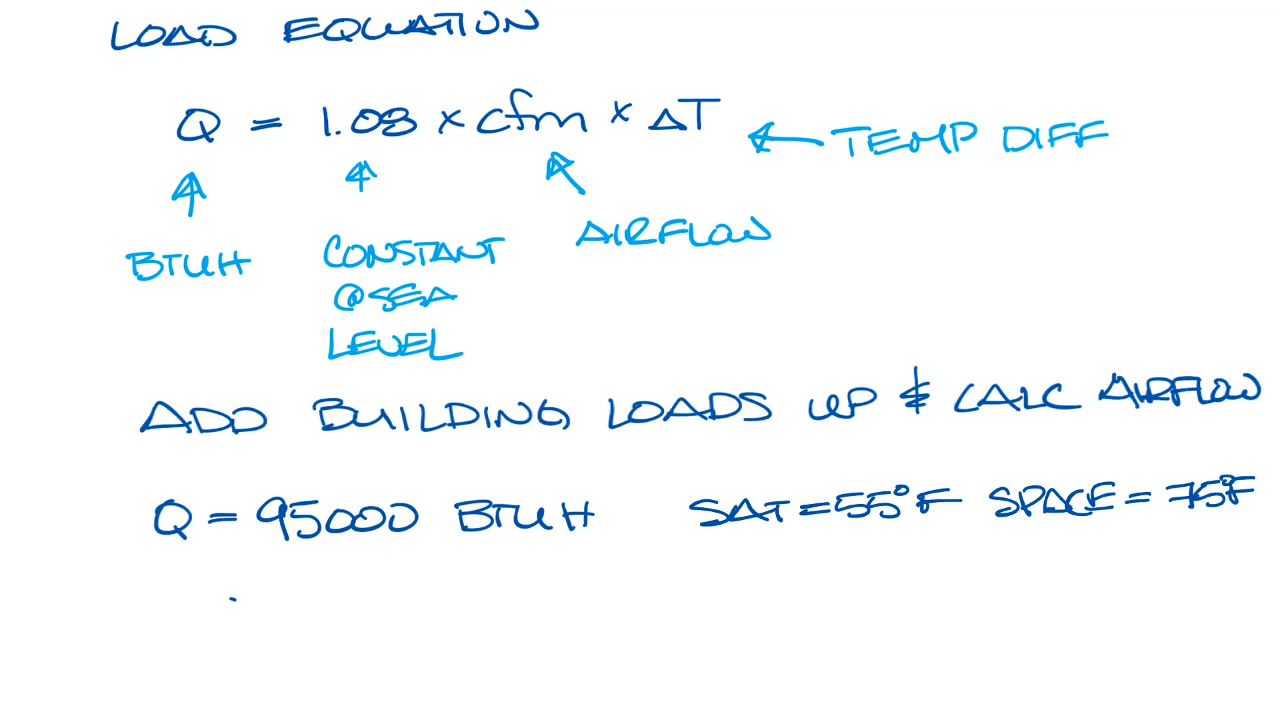 LOAD EQUATION
Q = 1.08 x cfm x ΔT
TEMP DIFF
BTUH
CONSTANT
@ SEA
LEVEL
AIRFLOW
ADD BUILDING LOADS UP & CALC AIRFLOW
Q = 95000 BTUH SAT = 55°F SPACE = 75°F